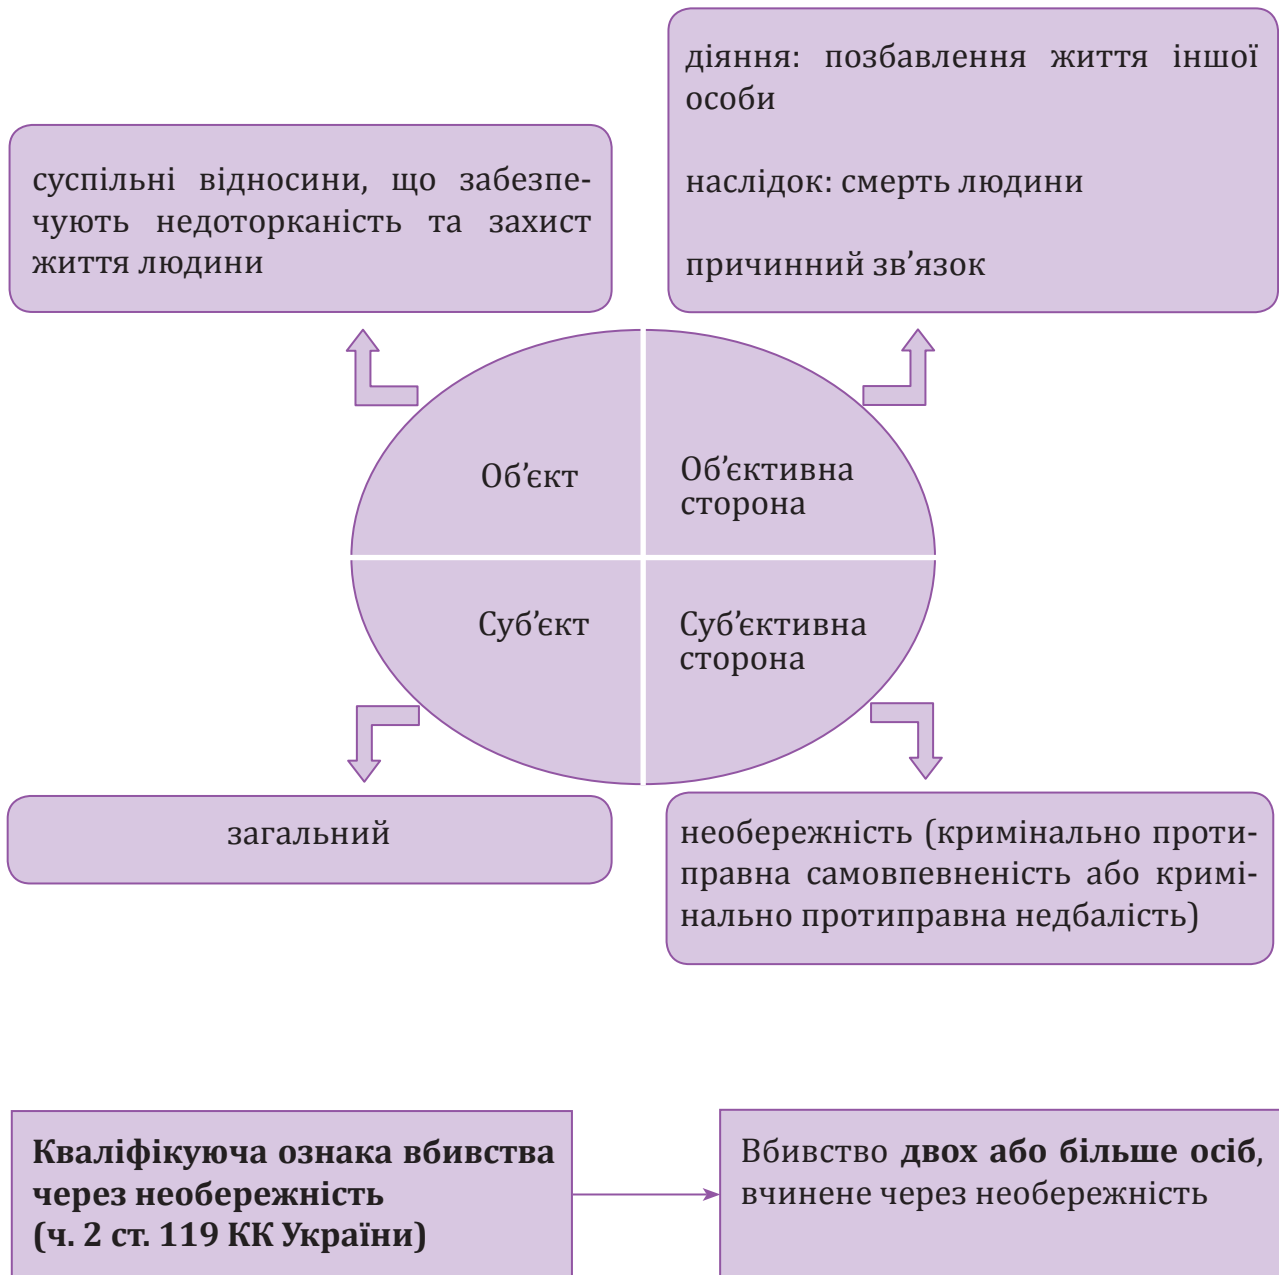 діяння: позбавлення життя іншої
особи
наслідок: смерть людини
причинний зв’язок
суспільні відносини, що забезпе-
чують недоторканість та захист
життя людини
Об’єкт
Об’єктивна
сторона
Суб’єкт
Суб’єктивна
сторона
загальний
необережність (кримінально проти-
правна самовпевненість або кримі-
нально протиправна недбалість)
Кваліфікуюча ознака вбивства
через необережність
(ч. 2 ст. 119 КК України)
Вбивство двох або більше осіб,
вчинене через необережність